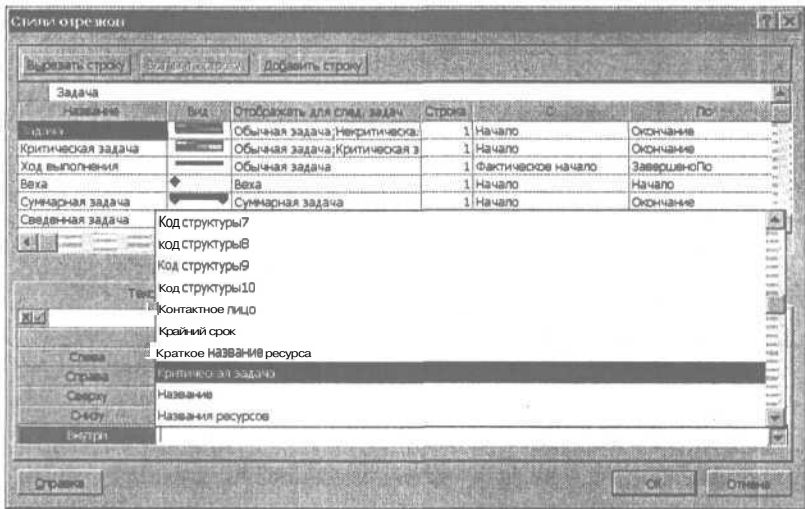 Стили отрезков
Вырезать строку Добавить строку
Задача
Название Вид Отображать для след. задач Строка С По
Задача Обычная задача;Некритическа: 1 Начало Окончание
Критическая задача Обычная задача;Критическая з 1 Начало Окончание
Ход выполнения Обычная задача 1 Фактическое начало ЗавершеноПо
Веха Веха 1 Начало Начало
Суммарная задача Суммарная задача 1 Начало Окончание
Сведенная задача
Код структуры7
код структуры8
Код структуры9
Код структуры10
Контактное лицо
Крайний срок
Краткое название ресурса
Слева
Справа Критическая задача
Сверху Название
Снизу Названия ресурсов
Внутри
Справка ОК Отмена